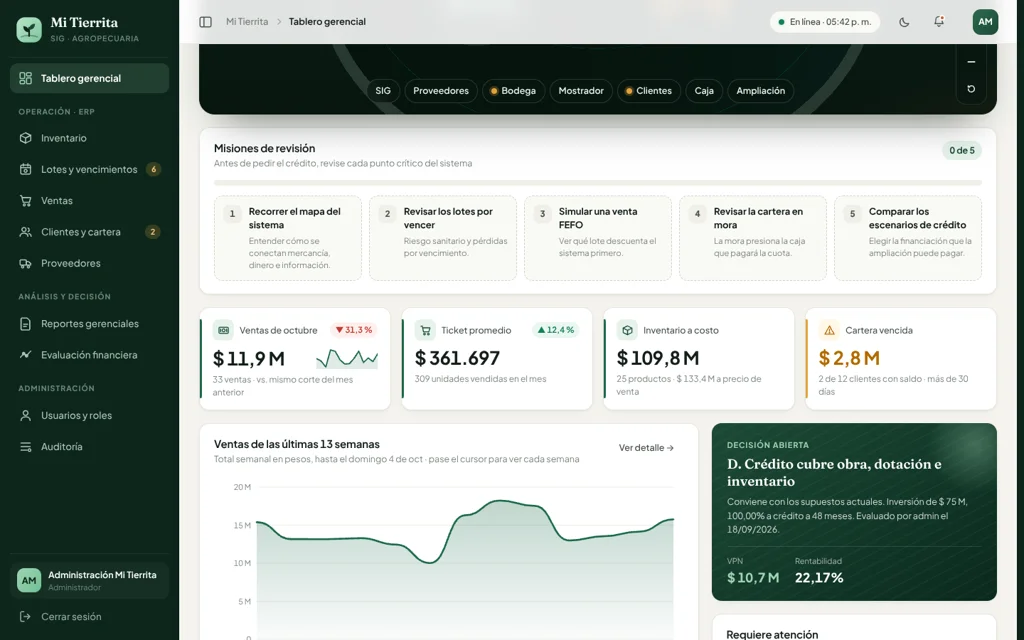 Mi Tierrita
SIG · AGROPECUARIA
Tablero gerencial
OPERACIÓN · ERP
Inventario
Lotes y vencimientos 6
Ventas
Clientes y cartera 2
Proveedores
ANÁLISIS Y DECISIÓN
Reportes gerenciales
Evaluación financiera
ADMINISTRACIÓN
Usuarios y roles
Auditoría
AM
Administración Mi Tierrita
Administrador
Cerrar sesión
Mi Tierrita > Tablero gerencial
En línea · 05:42 p. m.
AM
SIG
Proveedores
Bodega
Mostrador
Clientes
Caja
Ampliación
Misiones de revisión
Antes de pedir el crédito, revise cada punto crítico del sistema
0 de 5
1
Recorrer el mapa del
sistema
Entender cómo se
conectan mercancía,
dinero e información.
2
Revisar los lotes por
vencer
Riesgo sanitario y pérdidas
por vencimiento.
3
Simular una venta
FEFO
Ver qué lote descuenta el
sistema primero.
4
Revisar la cartera en
mora
La mora presiona la caja
que pagará la cuota.
5
Comparar los
escenarios de crédito
Elegir la financiación que la
ampliación puede pagar.
Ventas de octubre
▼ 31,3 %
$ 11,9 M
33 ventas · vs. mismo corte del mes
anterior
Ticket promedio
▲ 12,4 %
$ 361.697
309 unidades vendidas en el mes
Inventario a costo
$ 109,8 M
25 productos · $ 133,4 M a precio de
venta
Cartera vencida
$ 2,8 M
2 de 12 clientes con saldo · más de 30
días
Ventas de las últimas 13 semanas
Total semanal en pesos, hasta el domingo 4 de oct · pase el cursor para ver cada semana
Ver detalle →
20 M
15 M
10 M
5 M
0
DECISIÓN ABIERTA
D. Crédito cubre obra, dotación e
inventario
Conviene con los supuestos actuales. Inversión de $ 75 M,
100,00% a crédito a 48 meses. Evaluado por admin el
18/09/2026.
VPN
$ 10,7 M
Rentabilidad
22,17%
Requiere atención